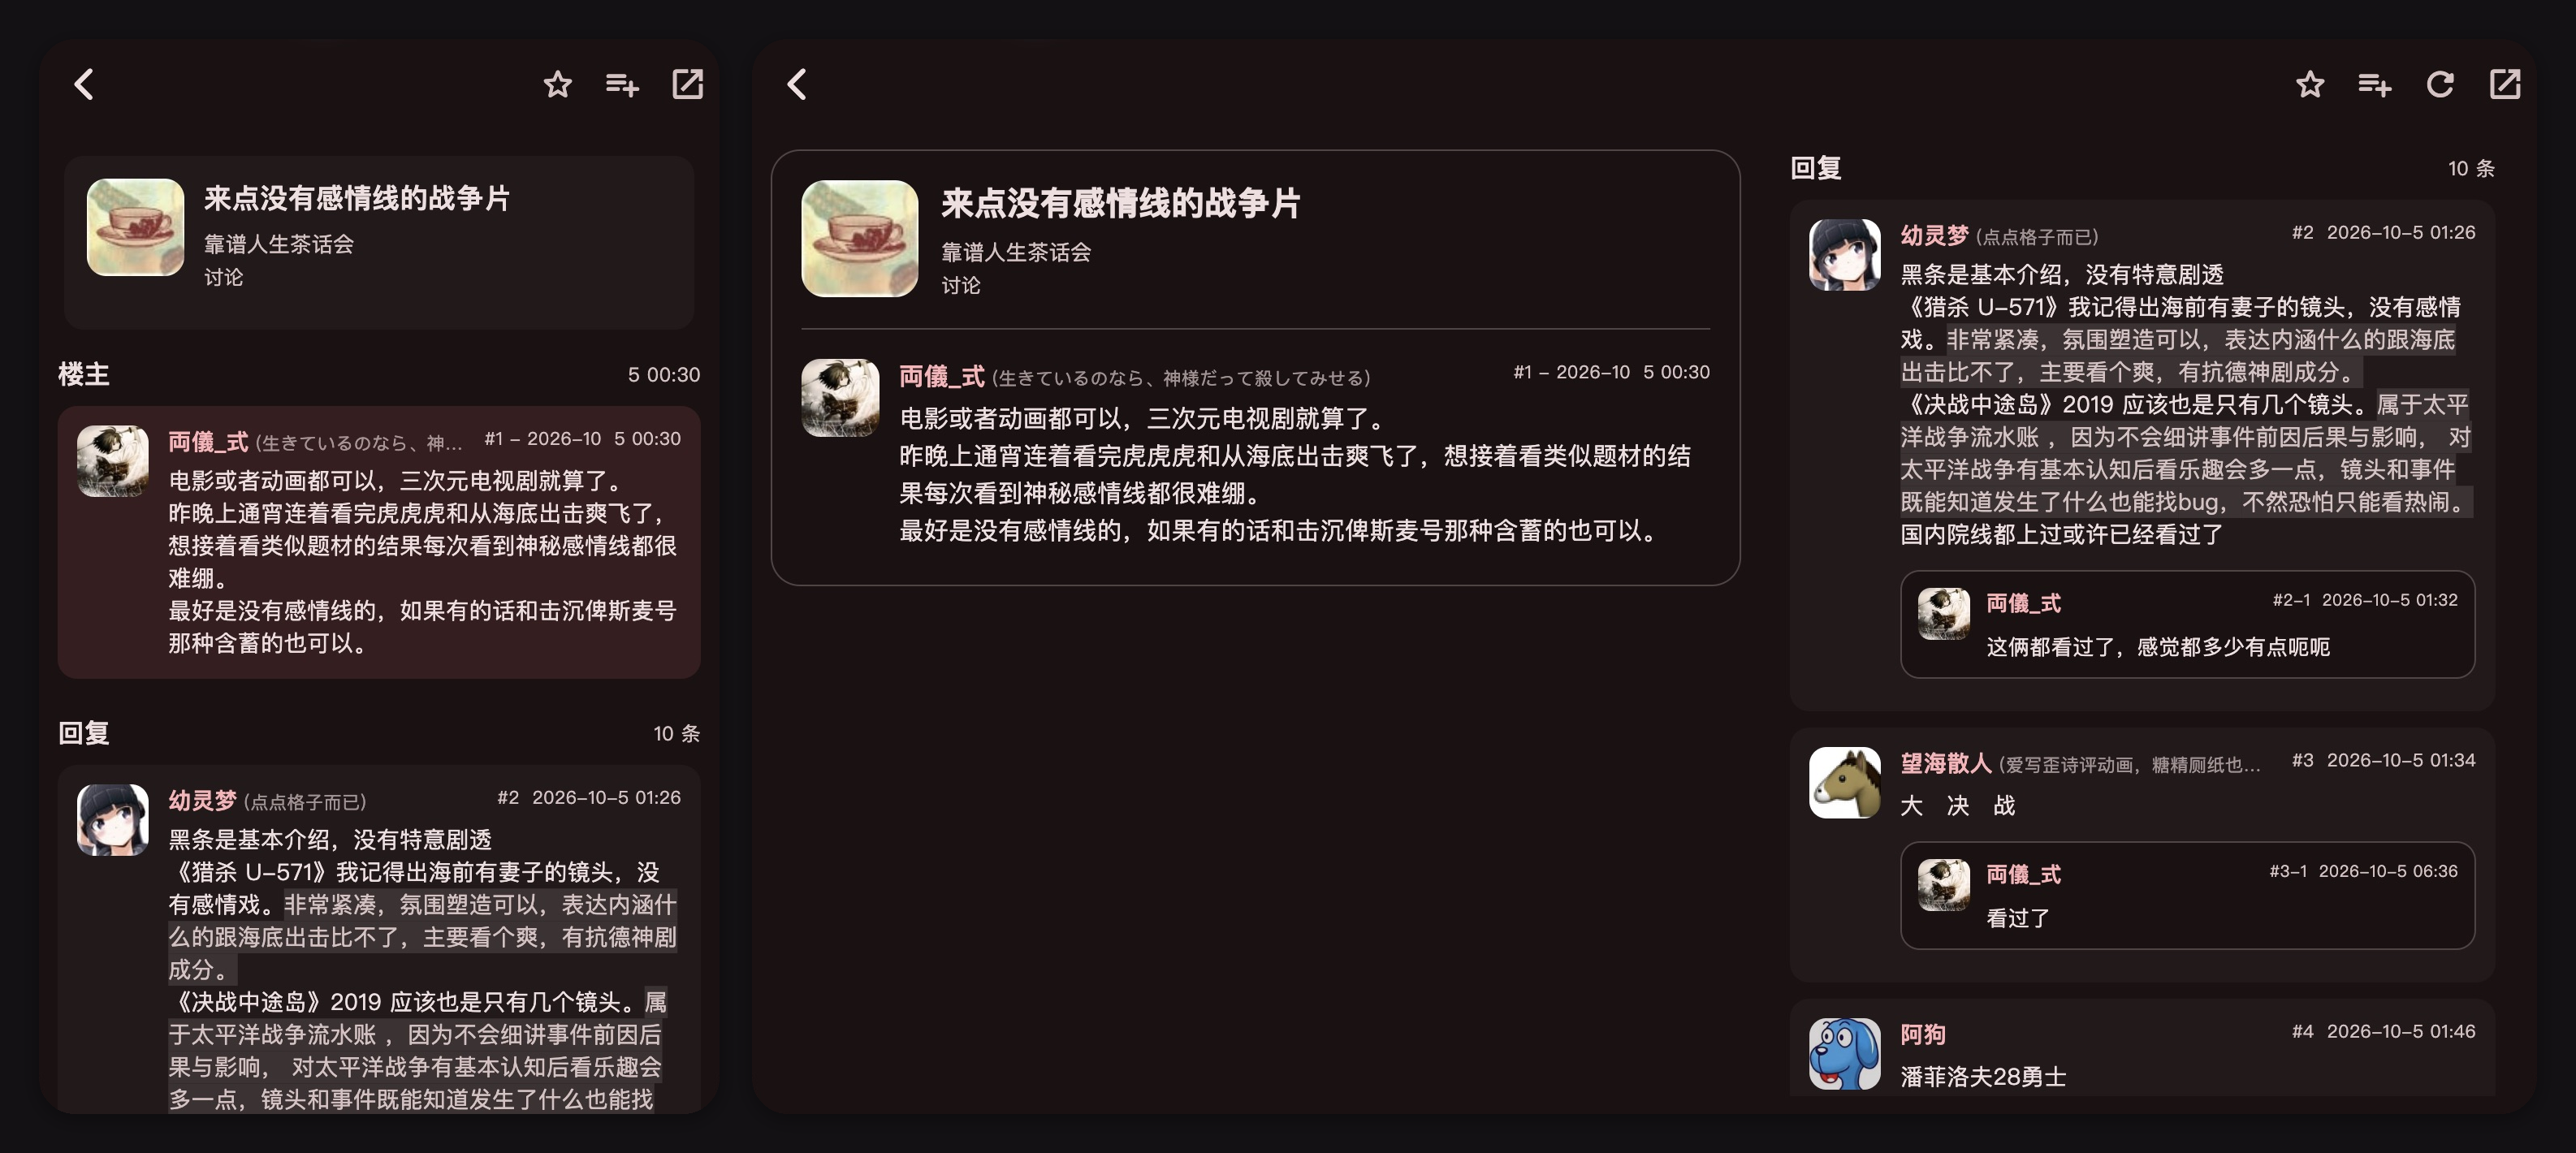 来点没有感情线的战争片
靠谱人生茶话会
讨论
楼主
5 00:30
両儀_式 (生きているのなら、神… #1 – 2026–10 5 00:30
电影或者动画都可以，三次元电视剧就算了。
昨晚上通宵连着看完虎虎虎和从海底出击爽飞了，
想接着看类似题材的结果每次看到神秘感情线都很
难绷。
最好是没有感情线的，如果有的话和击沉俾斯麦号
那种含蓄的也可以。
回复
10 条
幼灵梦 (点点格子而已) #2 2026–10–5 01:26
黑条是基本介绍，没有特意剧透
《猎杀 U–571》我记得出海前有妻子的镜头，没
有感情戏。非常紧凑，氛围塑造可以，表达内涵什
么的跟海底出击比不了，主要看个爽，有抗德神剧
成分。
《决战中途岛》2019 应该也是只有几个镜头。属
于太平洋战争流水账 ，因为不会细讲事件前因后
果与影响， 对太平洋战争有基本认知后看乐趣会
多一点，镜头和事件既能知道发生了什么也能找
来点没有感情线的战争片
靠谱人生茶话会
讨论
両儀_式 (生きているのなら、神様だって殺してみせる) #1 – 2026–10 5 00:30
电影或者动画都可以，三次元电视剧就算了。
昨晚上通宵连着看完虎虎虎和从海底出击爽飞了，想接着看类似题材的结
果每次看到神秘感情线都很难绷。
最好是没有感情线的，如果有的话和击沉俾斯麦号那种含蓄的也可以。
回复
10 条
幼灵梦 (点点格子而已) #2 2026–10–5 01:26
黑条是基本介绍，没有特意剧透
《猎杀 U–571》我记得出海前有妻子的镜头，没有感情
戏。非常紧凑，氛围塑造可以，表达内涵什么的跟海底
出击比不了，主要看个爽，有抗德神剧成分。
《决战中途岛》2019 应该也是只有几个镜头。属于太平
洋战争流水账 ，因为不会细讲事件前因后果与影响， 对
太平洋战争有基本认知后看乐趣会多一点，镜头和事件
既能知道发生了什么也能找bug，不然恐怕只能看热闹。
国内院线都上过或许已经看过了
両儀_式 #2–1 2026–10–5 01:32
这俩都看过了，感觉都多少有点呃呃
望海散人 (爱写歪诗评动画，糖精厕纸也… #3 2026–10–5 01:34
大 决 战
両儀_式 #3–1 2026–10–5 06:36
看过了
阿狗 #4 2026–10–5 01:46
潘菲洛夫28勇士